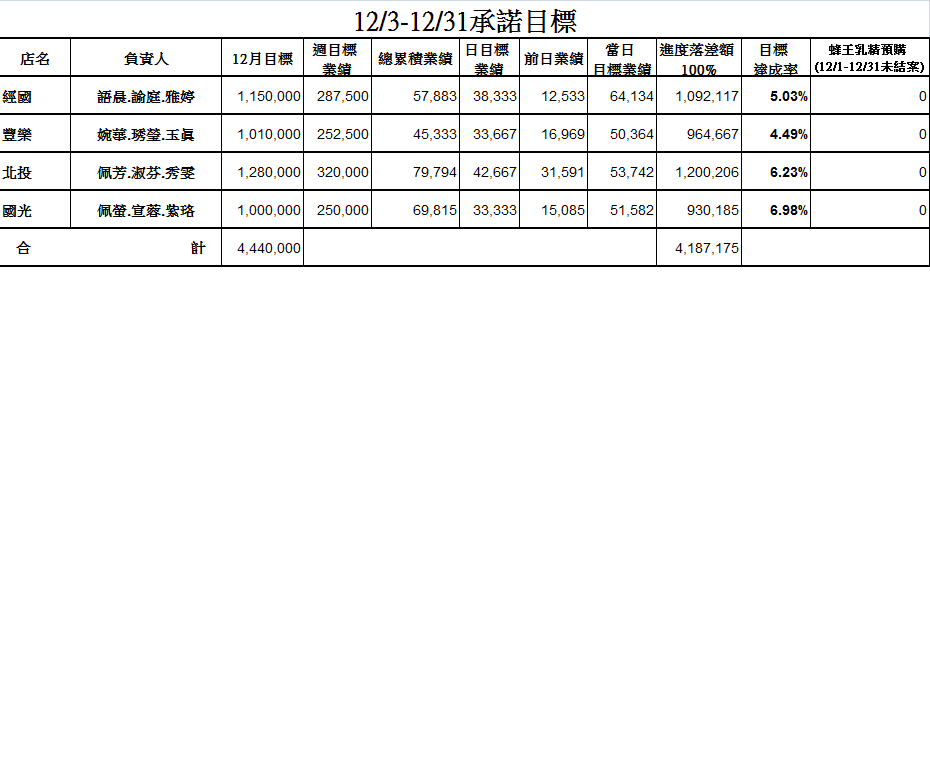 12/3-12/31承諾目標
店名 負責人 12月目標 週目標業績 總累積業績 日目標業績 前日業績 當日目標業績 進度落差額100% 目標達成率 蜂王乳精預購(12/1-12/31未結案)
經國 語晨.諭庭.雅婷 1,150,000 287,500 57,883 38,333 12,533 64,134 1,092,117 5.03% 0
豐樂 婉華.琇瑩.玉真 1,010,000 252,500 45,333 33,667 16,969 50,364 964,667 4.49% 0
北投 佩芳.淑芬.秀雯 1,280,000 320,000 79,794 42,667 31,591 53,742 1,200,206 6.23% 0
國光 佩螢.宣蓉.紫珞 1,000,000 250,000 69,815 33,333 15,085 51,582 930,185 6.98% 0
合 計 4,440,000 4,187,175